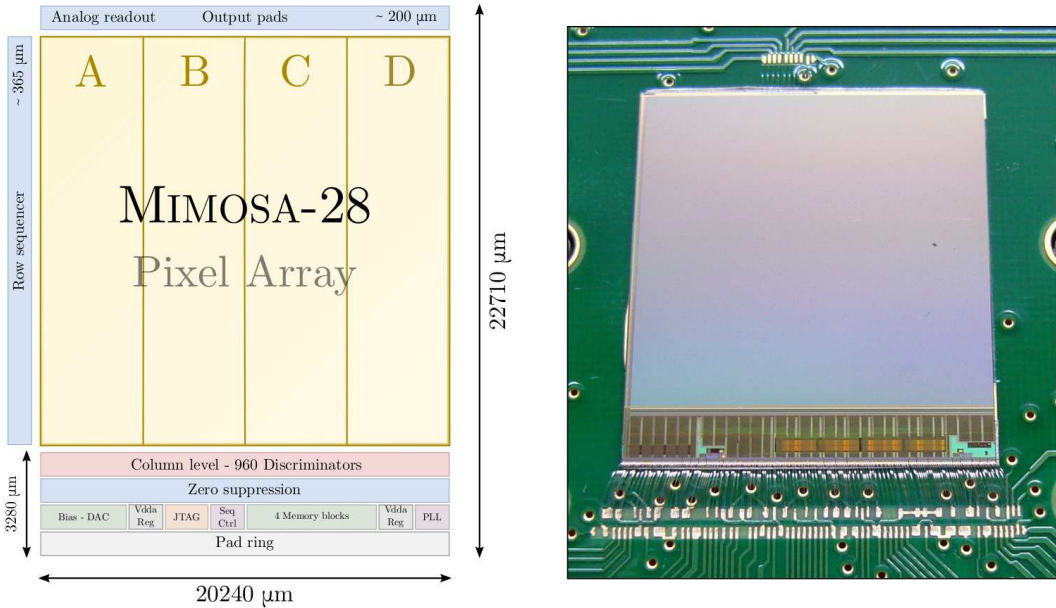 Analog readout Output pads ~ 200 μm
~ 365 μm
Row sequencer
A B C D
MIMOSA-28
Pixel Array
22710 μm
3280 μm
Column level - 960 Discriminators
Zero suppression
Bias - DAC
Vdda
Reg
JTAG
Seq
Ctrl
4 Memory blocks
Vdda
Reg
PLL
Pad ring
20240 μm